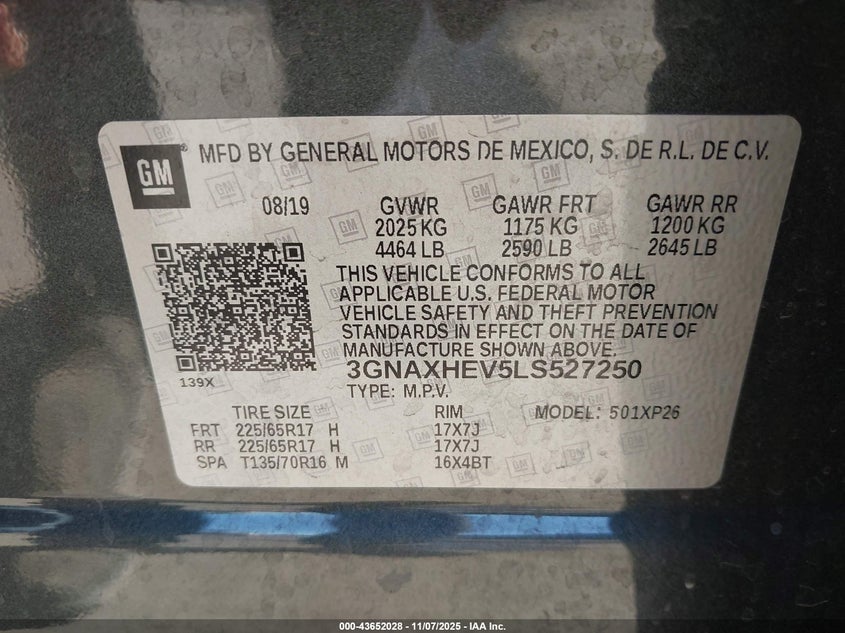 GM
® MFD BY GENERAL MOTORS DE MEXICO, S. DE R.L. DE C.V.
08/19 GVWR GAWR FRT GAWR RR
2025 KG 1175 KG 1200 KG
4464 LB 2590 LB 2645 LB
THIS VEHICLE CONFORMS TO ALL
APPLICABLE U.S. FEDERAL MOTOR
VEHICLE SAFETY AND THEFT PREVENTION
STANDARDS IN EFFECT ON THE DATE OF
MANUFACTURE SHOWN ABOVE.
3GNAXHEV5LS527250
139X
TYPE: M.P.V.
TIRE SIZE RIM MODEL: 501XP26
FRT 225/65R17 H 17X7J
RR 225/65R17 H 17X7J
SPA T135/70R16 M 16X4BT
000-43652028 - 11/07/2025 - IAA Inc.